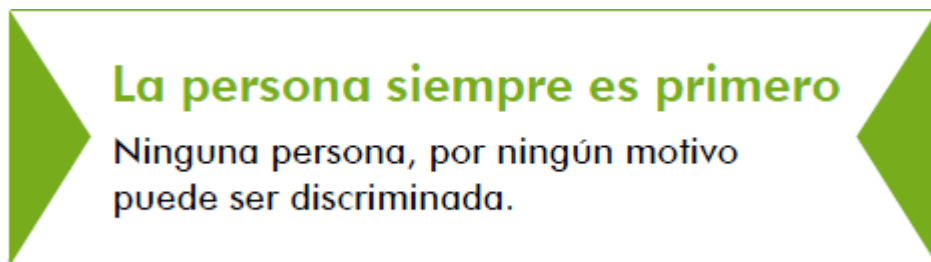 La persona siempre es primero
Ninguna persona, por ningún motivo
puede ser discriminada.